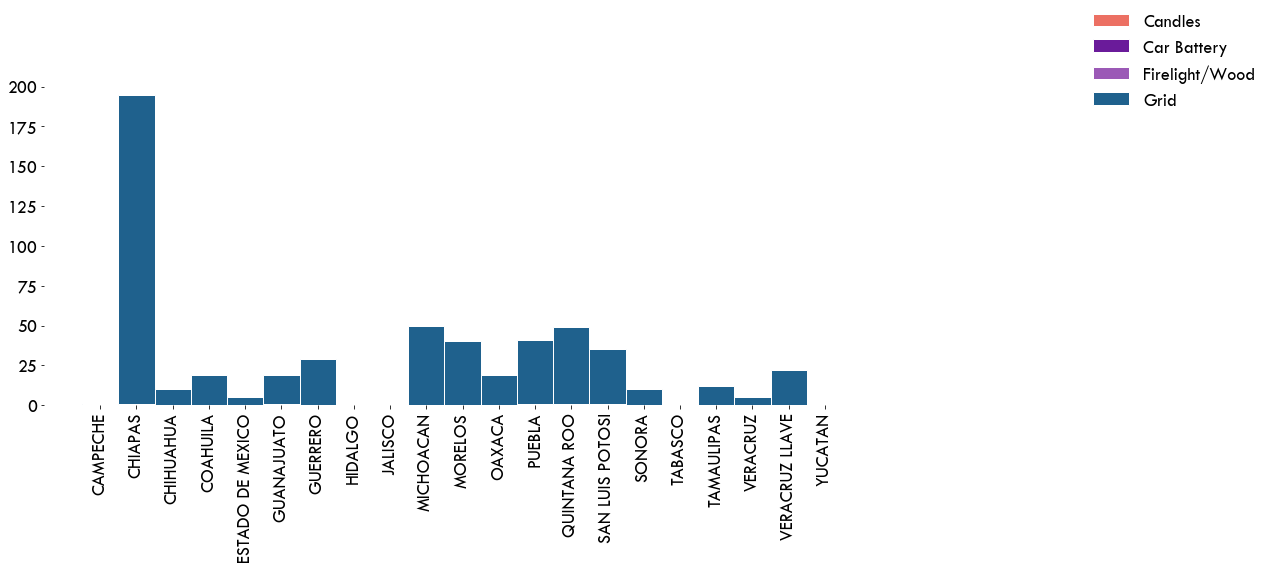 Candles
Car Battery
Firelight/Wood
Grid
200
175
150
125
100
75
50
25
0
CAMPECHE
CHIAPAS
CHIHUAHUA
COAHUILA
ESTADO DE MEXICO
GUANAJUATO
GUERRERO
HIDALGO
JALISCO
MICHOACAN
MORELOS
OAXACA
PUEBLA
QUINTANA ROO
SAN LUIS POTOSI
SONORA
TABASCO
TAMAULIPAS
VERACRUZ
VERACRUZ LLAVE
YUCATAN